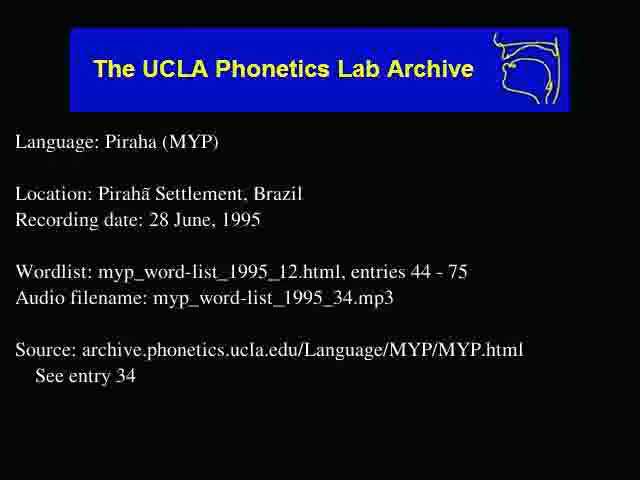 The UCLA Phonetics Lab Archive
Language: Piraha (MYP)
Location: Pirahã Settlement, Brazil
Recording date: 28 June, 1995
Wordlist: myp_word-list_1995_12.html, entries 44 - 75
Audio filename: myp_word-list_1995_34.mp3
Source: archive.phonetics.ucla.edu/Language/MYP/MYP.html
See entry 34